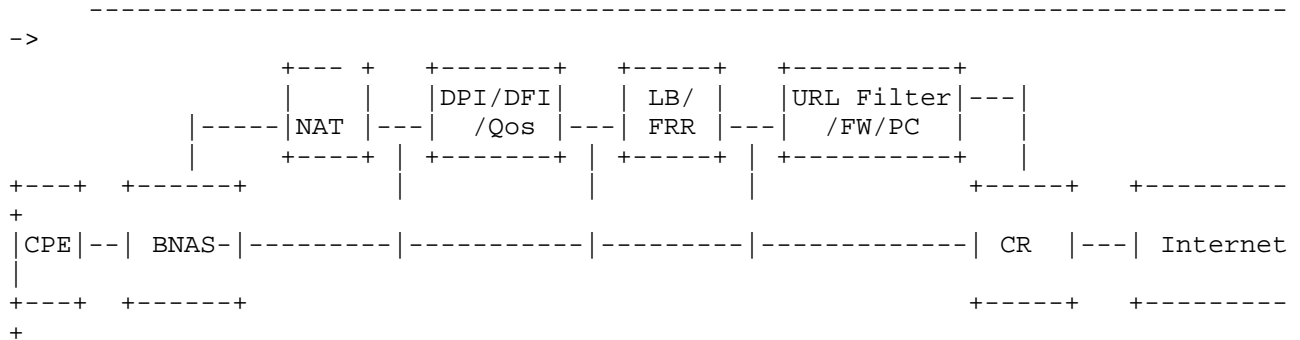 ------------------------------------------------------------------------
->
+--- +   +-------+   +-----+   +----------+
|    |   |DPI/DFI|   | LB/ |   |URL Filter|---|
|-----|NAT |---| /Qos |---| FRR |---| /FW/PC  |   |
|     +----+ | +-------+ | +-----+ | +----------+   |
+---+  +------+         |           |         |             +-----+   +---------
+
|CPE|--| BNAS-|---------|-----------|---------|-------------| CR  |---| Internet
|
+---+  +------+                                             +-----+   +---------
+